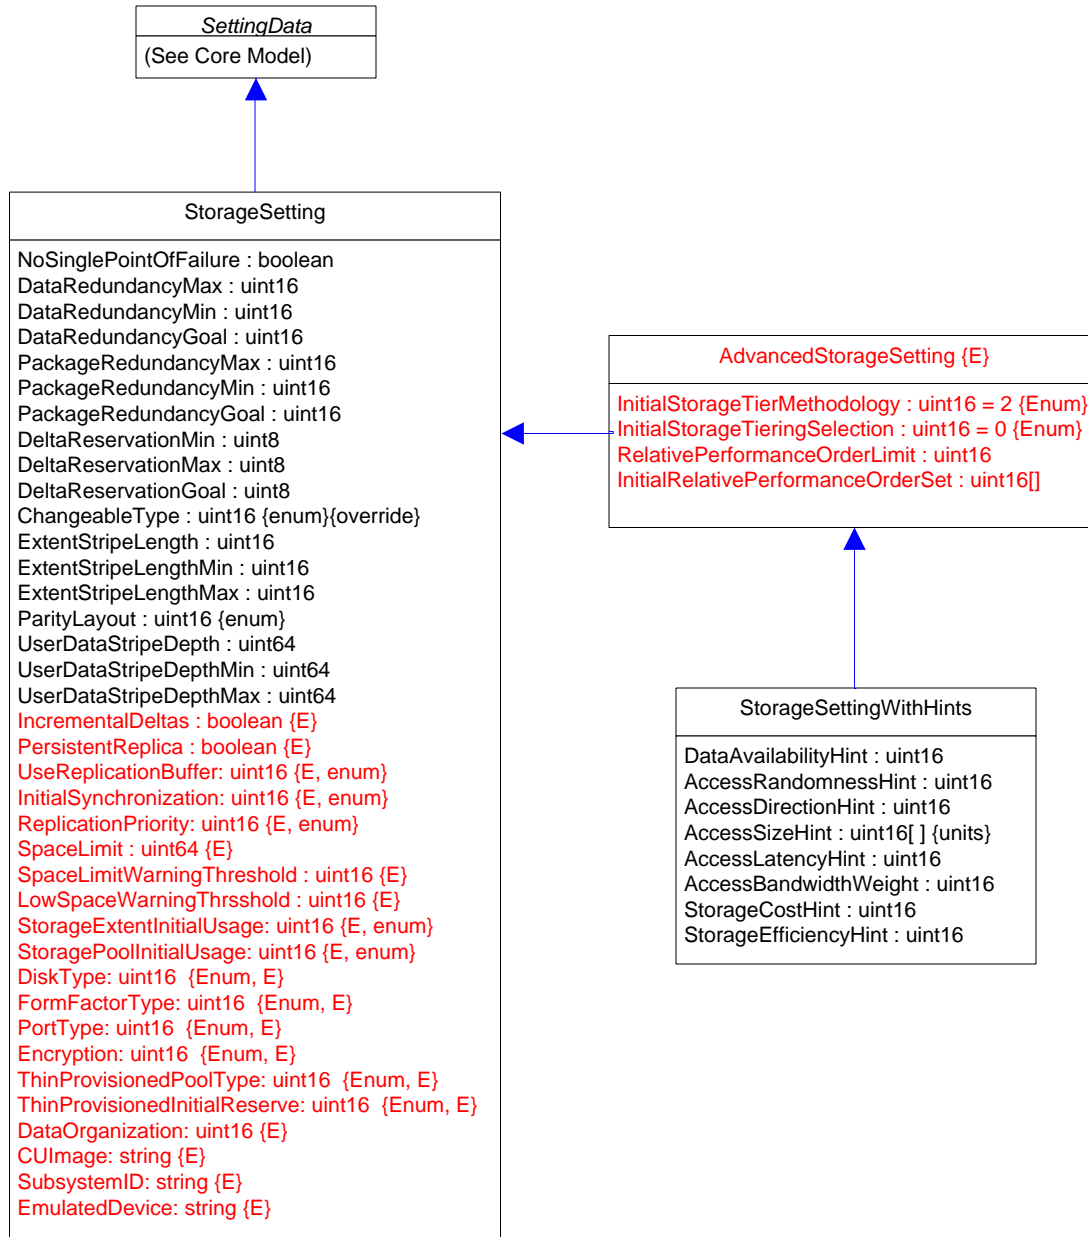 SettingData
(See Core Model)
StorageSetting
NoSinglePointOfFailure : boolean
DataRedundancyMax : uint16
DataRedundancyMin : uint16
DataRedundancyGoal : uint16
PackageRedundancyMax : uint16
PackageRedundancyMin : uint16
PackageRedundancyGoal : uint16
DeltaReservationMin : uint8
DeltaReservationMax : uint8
DeltaReservationGoal : uint8
ChangeableType : uint16 {enum}{override}
ExtentStripeLength : uint16
ExtentStripeLengthMin : uint16
ExtentStripeLengthMax : uint16
ParityLayout : uint16 {enum}
UserDataStripeDepth : uint64
UserDataStripeDepthMin : uint64
UserDataStripeDepthMax : uint64
IncrementalDeltas : boolean {E}
PersistentReplica : boolean {E}
UseReplicationBuffer: uint16 {E, enum}
InitialSynchronization: uint16 {E, enum}
ReplicationPriority: uint16 {E, enum}
SpaceLimit : uint64 {E}
SpaceLimitWarningThreshold : uint16 {E}
LowSpaceWarningThrsshold : uint16 {E}
StorageExtentInitialUsage: uint16 {E, enum}
StoragePoolInitialUsage: uint16 {E, enum}
DiskType: uint16 {Enum, E}
FormFactorType: uint16 {Enum, E}
PortType: uint16 {Enum, E}
Encryption: uint16 {Enum, E}
ThinProvisionedPoolType: uint16 {Enum, E}
ThinProvisionedInitialReserve: uint16 {Enum, E}
DataOrganization: uint16 {E}
CUImage: string {E}
SubsystemID: string {E}
EmulatedDevice: string {E}
AdvancedStorageSetting {E}
InitialStorageTierMethodology : uint16 = 2 {Enum}
InitialStorageTieringSelection : uint16 = 0 {Enum}
RelativePerformanceOrderLimit : uint16
InitialRelativePerformanceOrderSet : uint16[]
StorageSettingWithHints
DataAvailabilityHint : uint16
AccessRandomnessHint : uint16
AccessDirectionHint : uint16
AccessSizeHint : uint16[ ] {units}
AccessLatencyHint : uint16
AccessBandwidthWeight : uint16
StorageCostHint : uint16
StorageEfficiencyHint : uint16